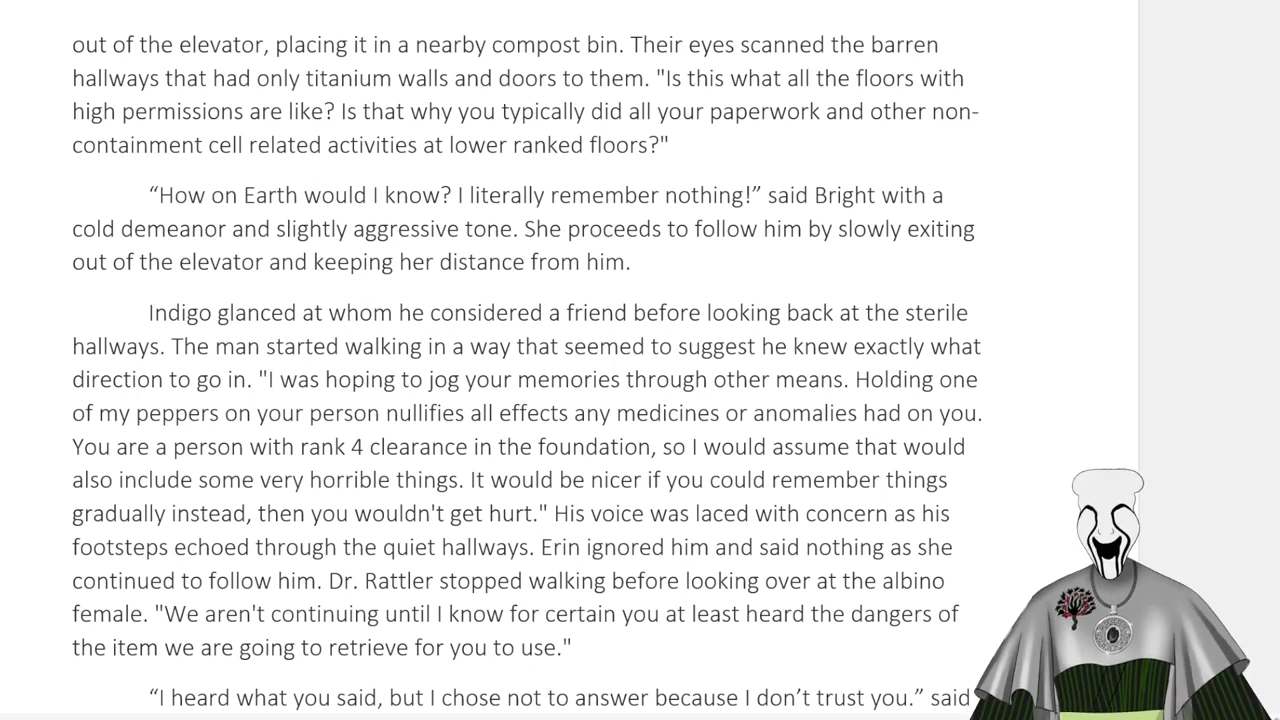 out of the elevator, placing it in a nearby compost bin. Their eyes scanned the barren
hallways that had only titanium walls and doors to them. "Is this what all the floors with
high permissions are like? Is that why you typically did all your paperwork and other non-
containment cell related activities at lower ranked floors?"
“How on Earth would I know? I literally remember nothing!” said Bright with a
cold demeanor and slightly aggressive tone. She proceeds to follow him by slowly exiting
out of the elevator and keeping her distance from him.
Indigo glanced at whom he considered a friend before looking back at the sterile
hallways. The man started walking in a way that seemed to suggest he knew exactly what
direction to go in. "I was hoping to jog your memories through other means. Holding one
of my peppers on your person nullifies all effects any medicines or anomalies had on you.
You are a person with rank 4 clearance in the foundation, so I would assume that would
also include some very horrible things. It would be nicer if you could remember things
gradually instead, then you wouldn't get hurt." His voice was laced with concern as his
footsteps echoed through the quiet hallways. Erin ignored him and said nothing as she
continued to follow him. Dr. Rattler stopped walking before looking over at the albino
female. "We aren't continuing until I know for certain you at least heard the dangers of
the item we are going to retrieve for you to use."
“I heard what you said, but I chose not to answer because I don’t trust you.” said